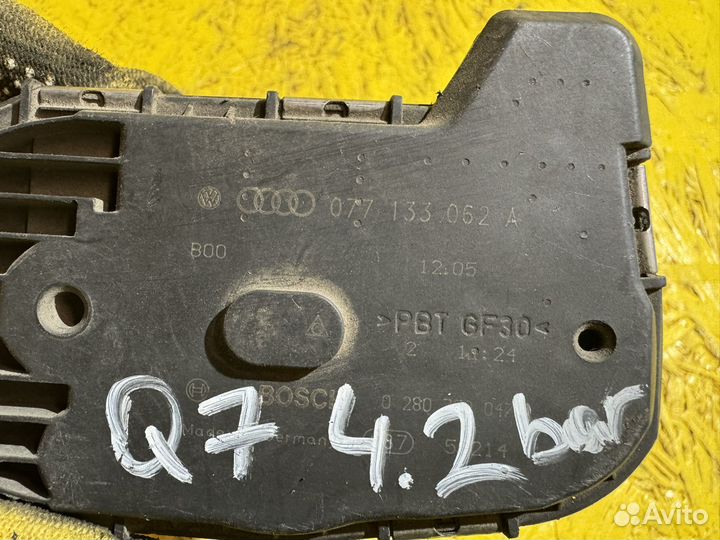 077 133 062 A
B00
12:05
>PBT GF30<
2 18:24
BOSCH 0 280
Made Germany
Q7 4.2 bar
Avito